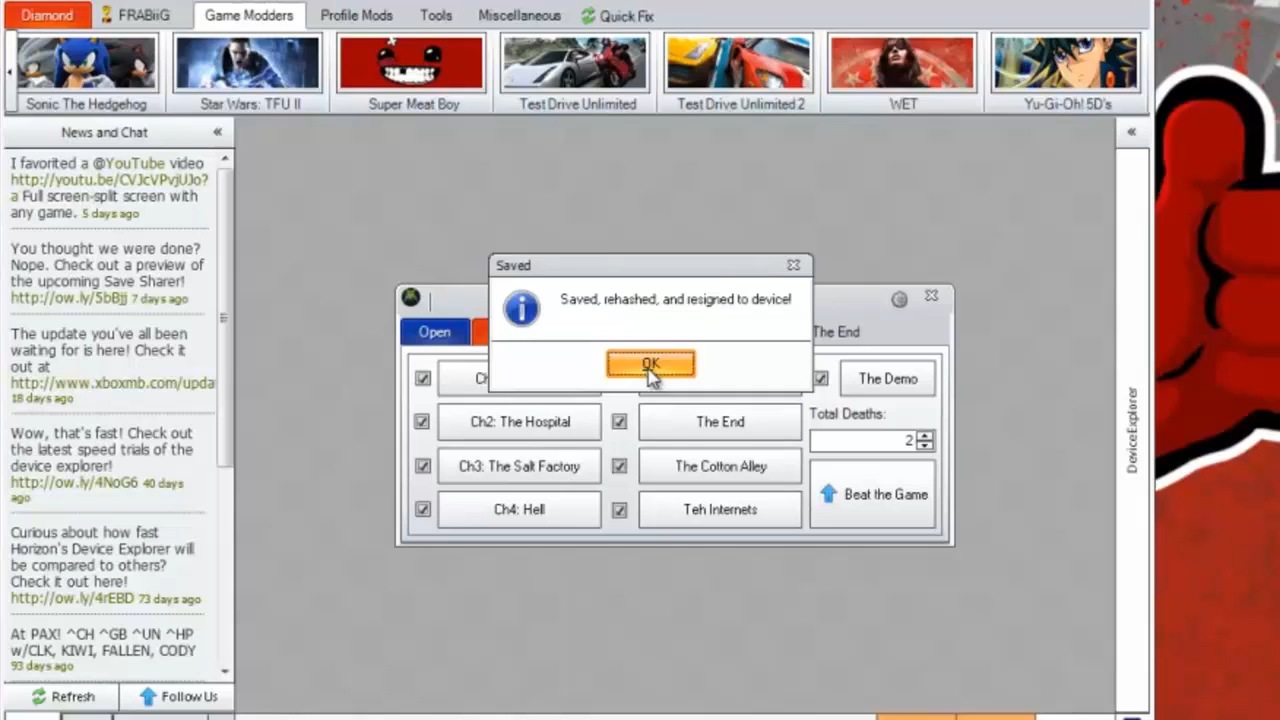 Diamond
FRABiiG
Game Modders
Profile Mods
Tools
Miscellaneous
Quick Fix
Sonic The Hedgehog
Star Wars: TFU II
Super Meat Boy
Test Drive Unlimited
Test Drive Unlimited 2
WET
Yu-Gi-Oh! 5D's
News and Chat
I favorited a @YouTube video
http://youtu.be/CVJcVPvjUJo?
a Full screen-split screen with
any game. 5 days ago
You thought we were done?
Nope. Check out a preview of
the upcoming Save Sharer!
http://ow.ly/5bBjj 7 days ago
The update you've all been
waiting for is here! Check it
out at
http://www.xboxmb.com/upda
18 days ago
Wow, that's fast! Check out
the latest speed trials of the
device explorer!
http://ow.ly/4NoG6 40 days
ago
Curious about how fast
Horizon's Device Explorer will
be compared to others?
Check it out here!
http://ow.ly/4rEBD 73 days ago
At PAX! ^CH ^GB ^UN ^HP
w/CLK, KIWI, FALLEN, CODY
93 days ago
Refresh
Follow Us
Saved
Saved, rehashed, and resigned to device!
OK
Open
The End
Ch
The Demo
Ch2: The Hospital
The End
Total Deaths:
2
Ch3: The Salt Factory
The Cotton Alley
Beat the Game
Ch4: Hell
Teh Internets
DeviceExplorer